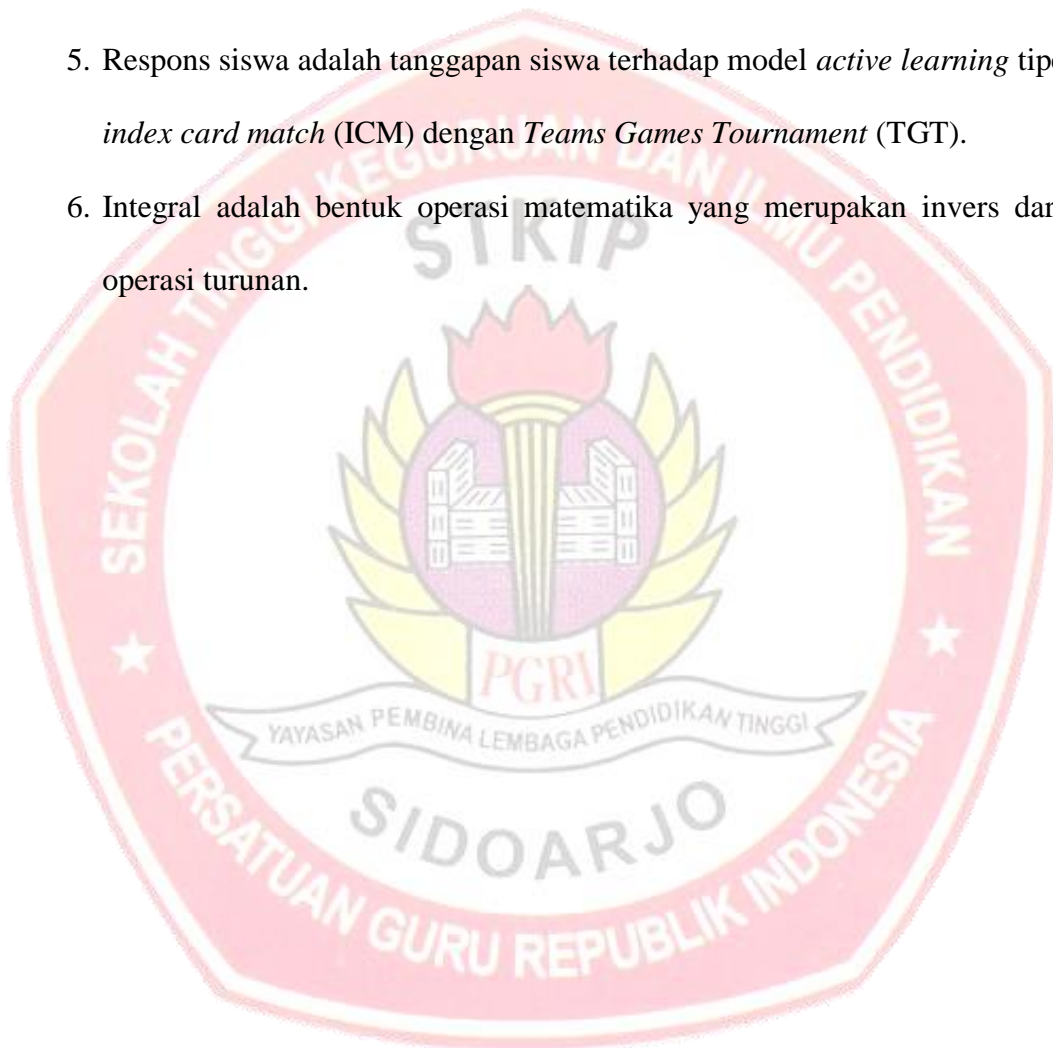 5. Respons siswa adalah tanggapan siswa terhadap model active learning tipe
index card match (ICM) dengan Teams Games Tournament (TGT).
6. Integral adalah bentuk operasi matematika yang merupakan invers dar
operasi turunan.
SEKOLAH TINGGI KEGURUAN DAN ILMU PENDIDIKAN
STKIP
PGRI
YAYASAN PEMBINA LEMBAGA PENDIDIKAN TINGGI
SIDOARJO
PERSATUAN GURU REPUBLIK INDONESIA